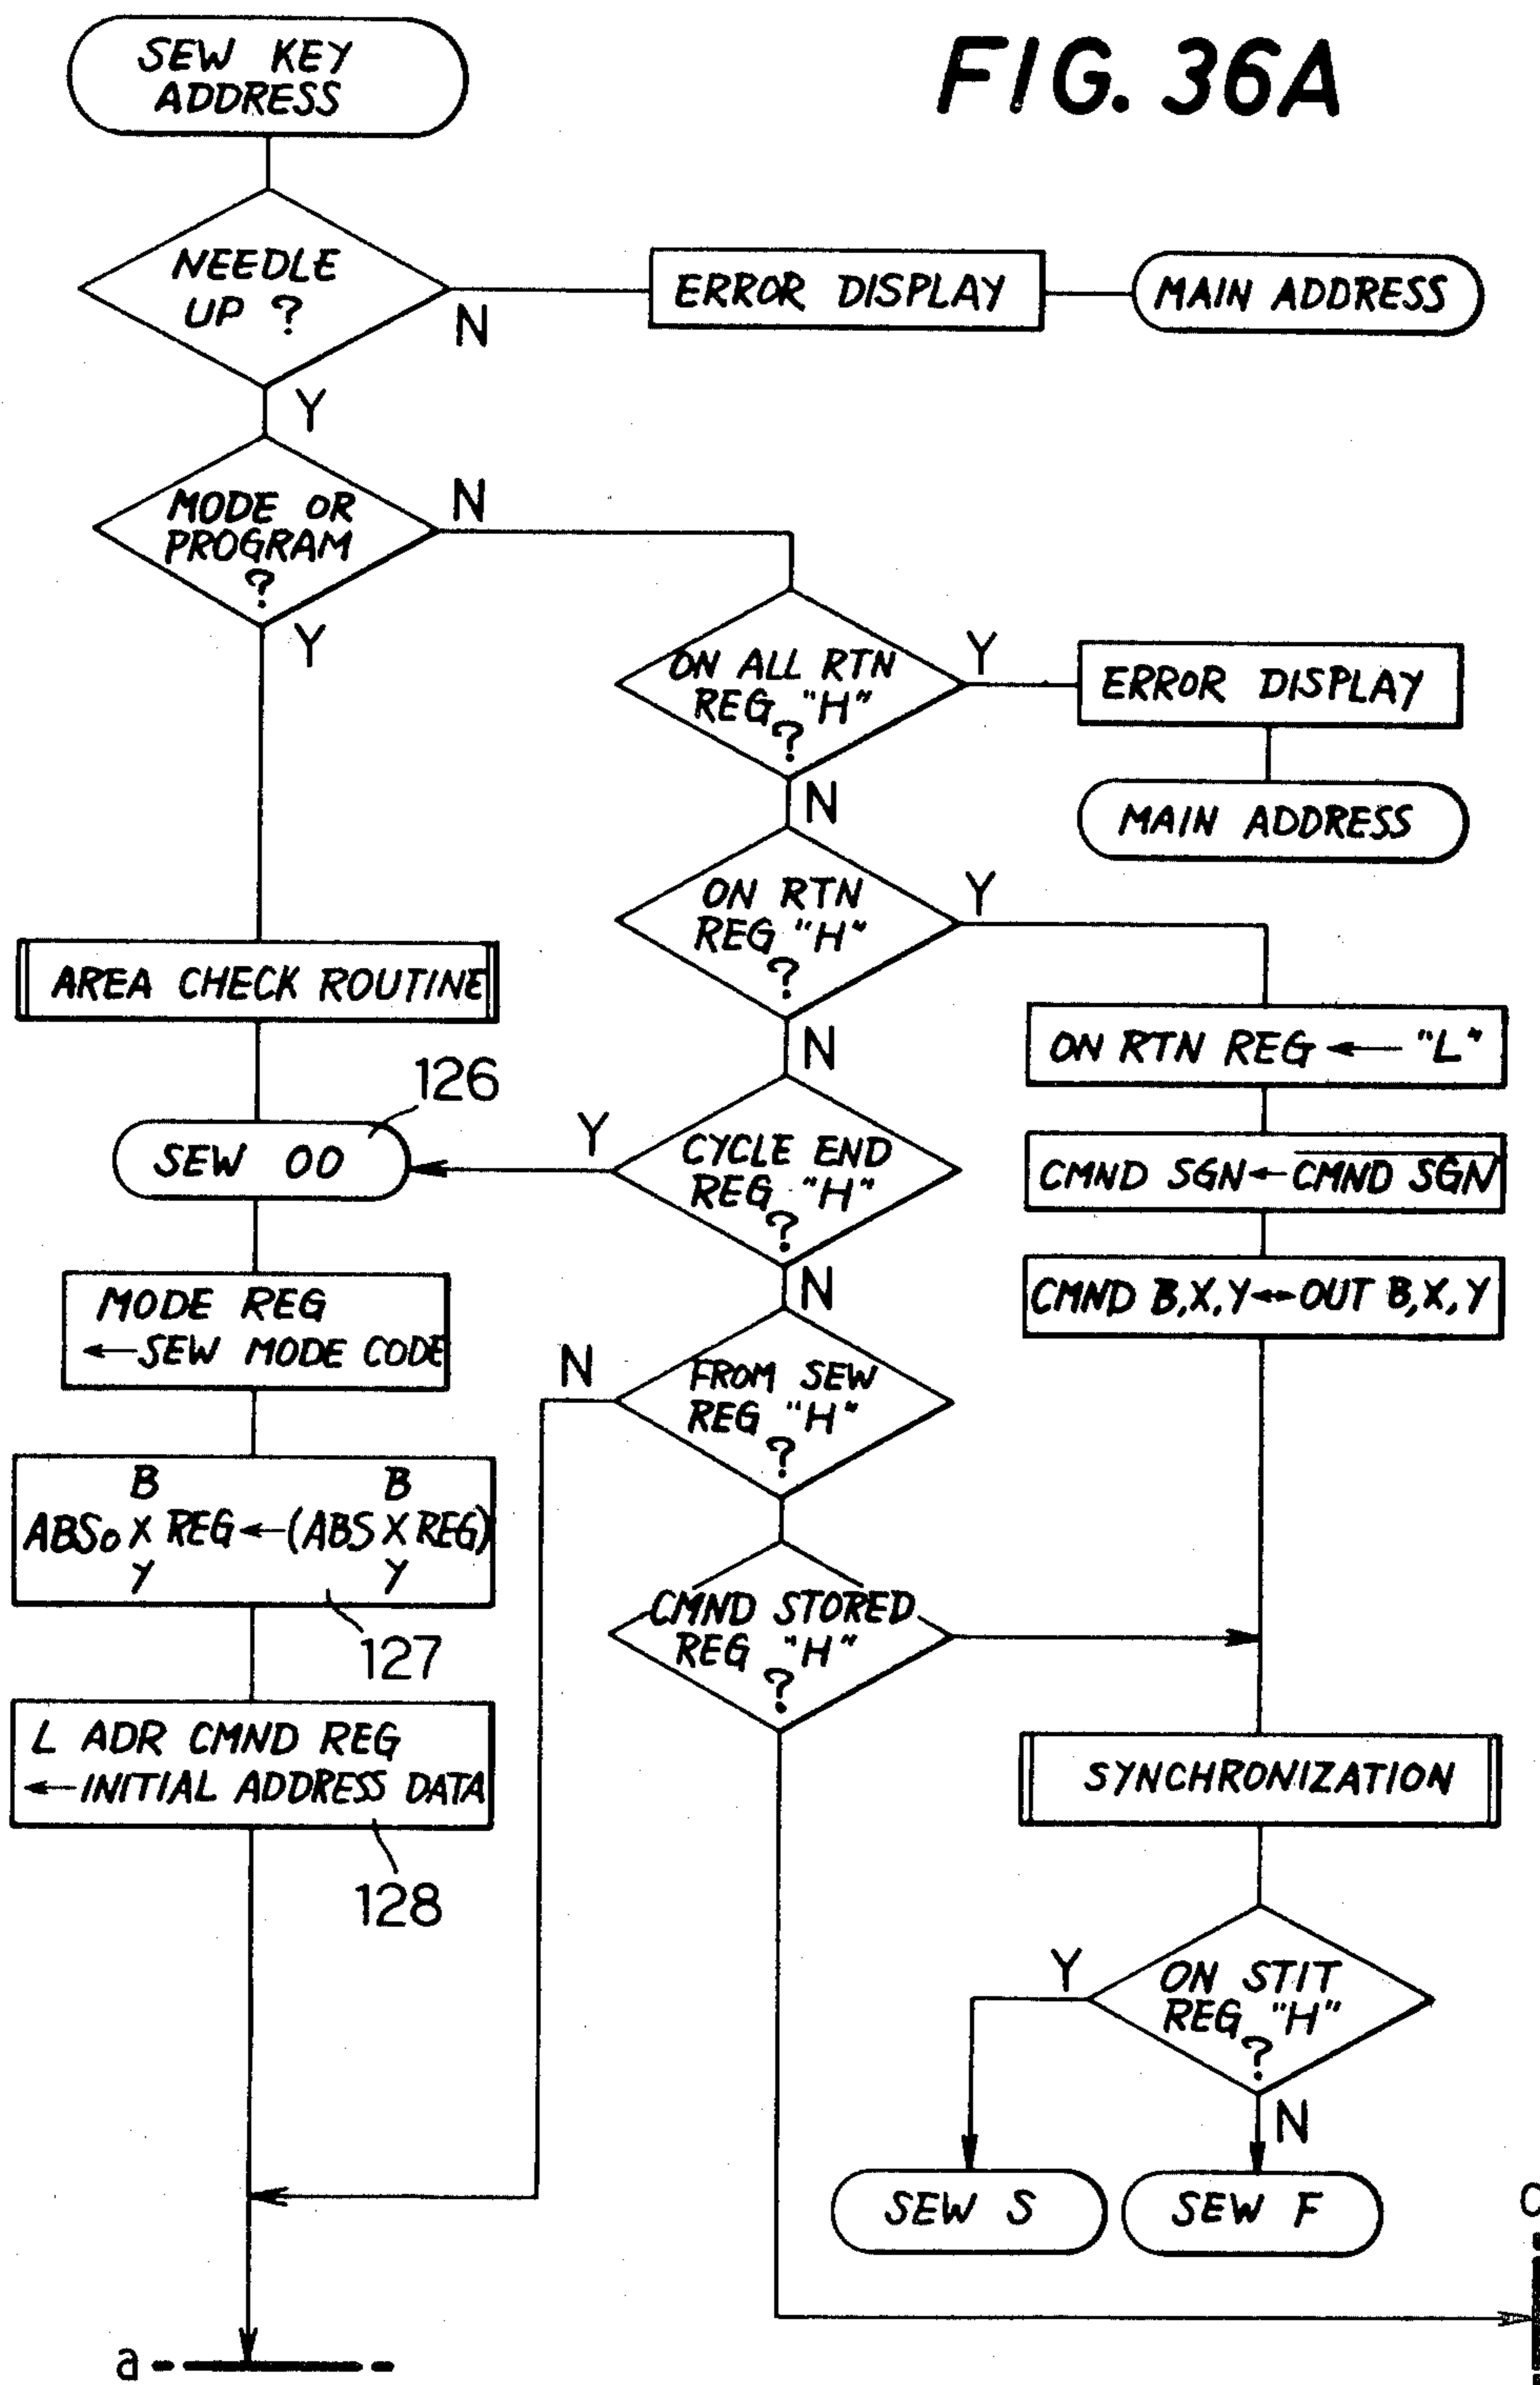 FIG. 36A
SEW KEY
ADDRESS
NEEDLE
UP ?
N
ERROR DISPLAY
MAIN ADDRESS
Y
MODE OR
PROGRAM
?
N
Y
ON ALL RTN
REG "H"
?
Y
ERROR DISPLAY
MAIN ADDRESS
N
ON RTN
REG "H"
?
Y
N
AREA CHECK ROUTINE
ON RTN REG ← "L"
126
SEW 00
Y
CYCLE END
REG "H"
?
N
CMND SGN ← C̅M̅N̅D̅ S̅G̅N̅
CMND B,X,Y ↔ OUT B,X,Y
MODE REG
← SEW MODE CODE
N
FROM SEW
REG "H"
?
B B
ABSo X REG ← (ABS X REG)
Y Y
127
CMND STORED
REG "H"
?
L ADR CMND REG
← INITIAL ADDRESS DATA
128
SYNCHRONIZATION
Y
ON STIT
REG "H"
?
N
SEW S
SEW F
a